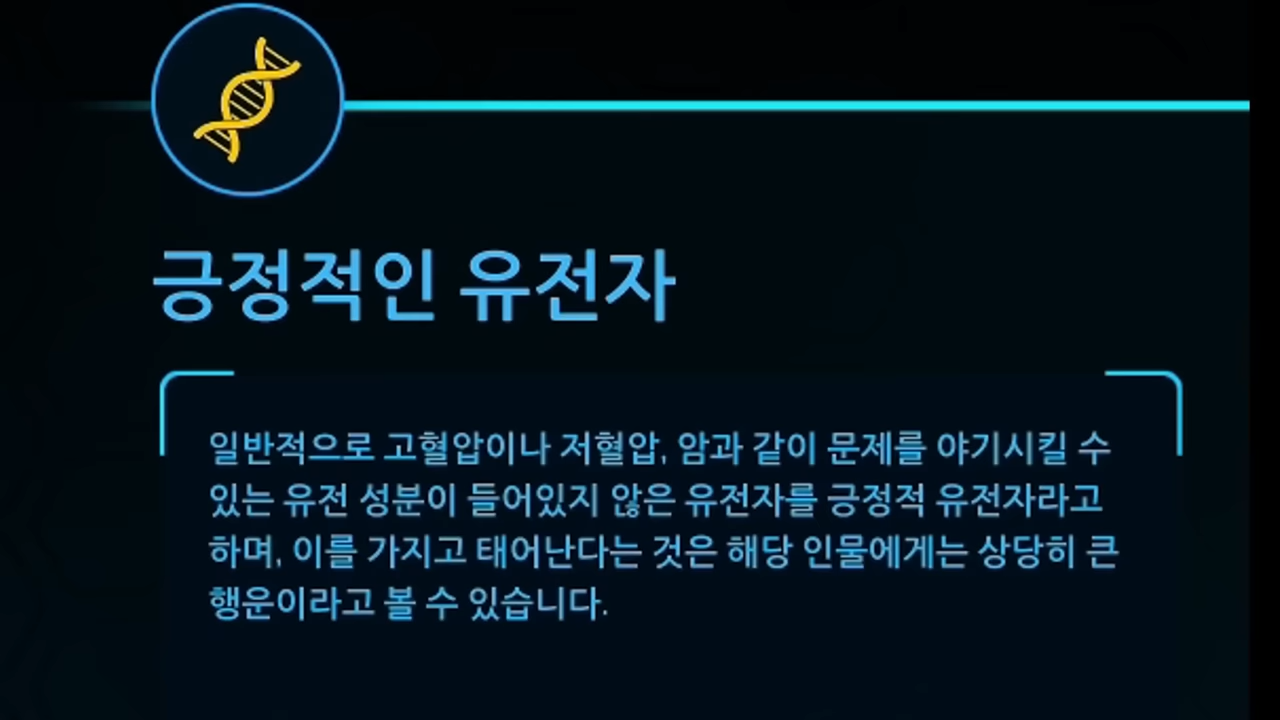 긍정적인 유전자
일반적으로 고혈압이나 저혈압, 암과 같이 문제를 야기시킬 수
있는 유전 성분이 들어있지 않은 유전자를 긍정적 유전자라고
하며, 이를 가지고 태어난다는 것은 해당 인물에게는 상당히 큰
행운이라고 볼 수 있습니다.